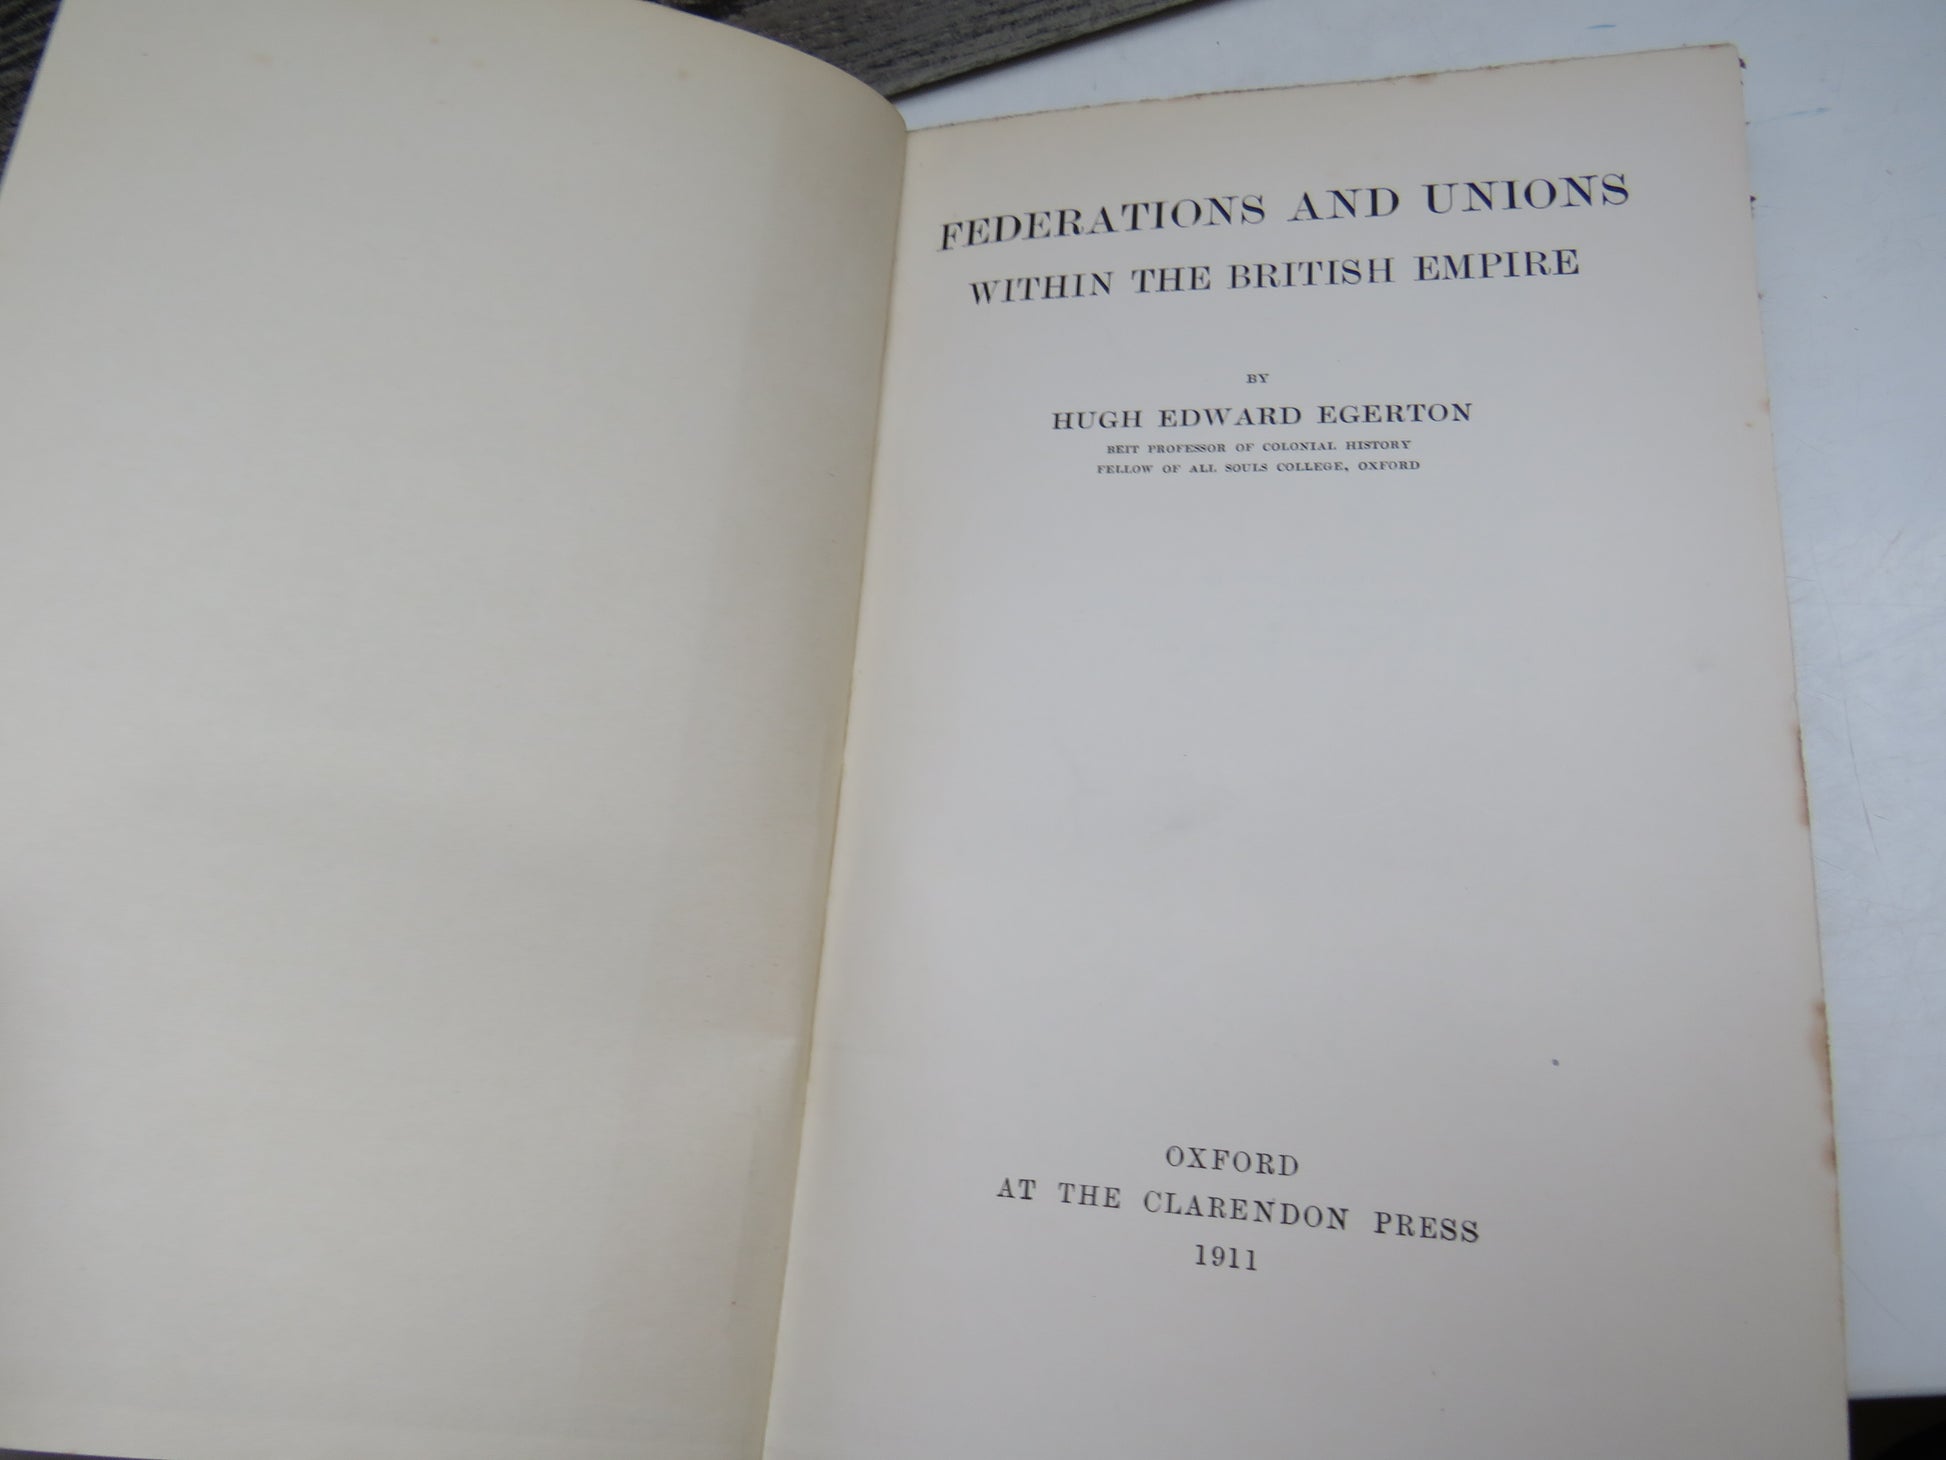 FEDERATIONS AND UNIONS
WITHIN THE BRITISH EMPIRE
BY
HUGH EDWARD EGERTON
BEIT PROFESSOR OF COLONIAL HISTORY
FELLOW OF ALL SOULS COLLEGE, OXFORD
OXFORD
AT THE CLARENDON PRESS
1911